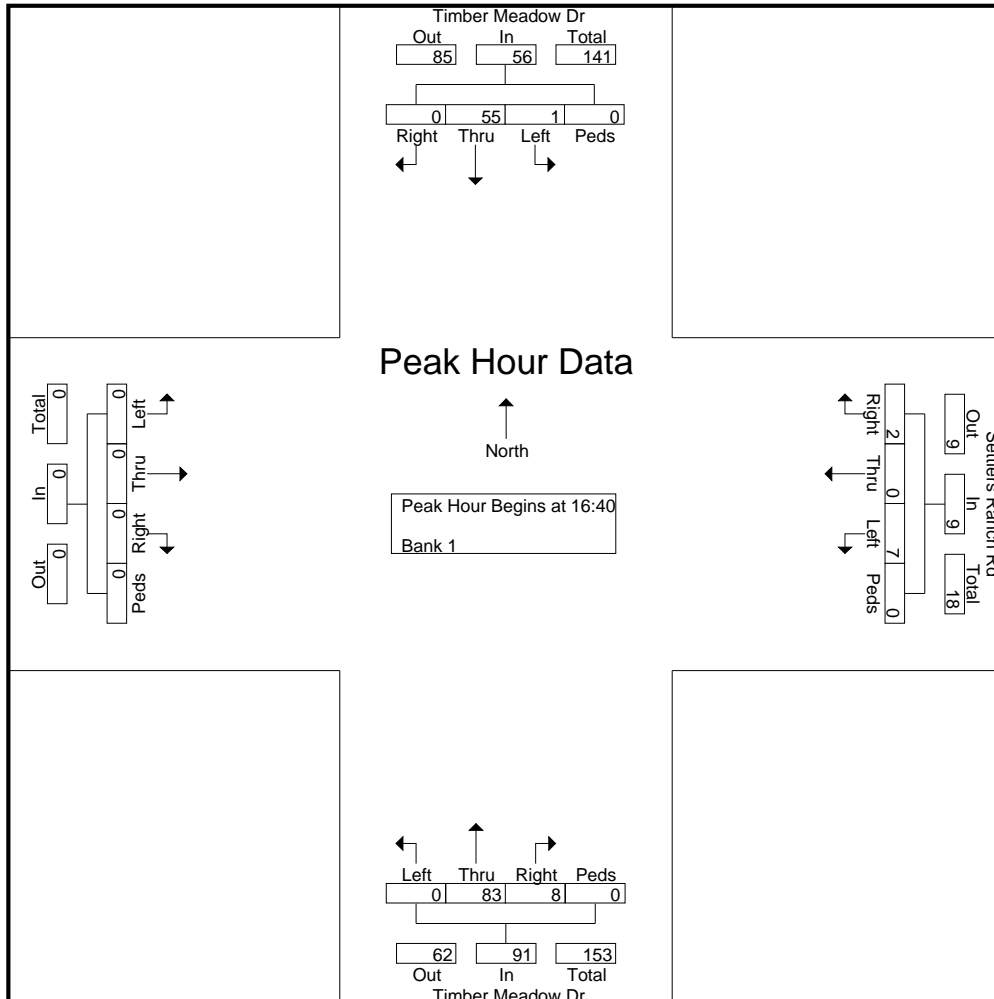 Timber Meadow Dr
Out In Total
85 56 141
0 55 1 0
Right Thru Left Peds
Peak Hour Data
North
Peak Hour Begins at 16:40
Bank 1
Total 0
In 0
Out 0
0 Left
0 Thru
0 Right
0 Peds
Right 2
Thru 0
Left 7
Peds 0
Settlers Ranch Rd
Out 9
In 9
Total 18
Left Thru Right Peds
0 83 8 0
62 91 153
Out In Total
Timber Meadow Dr